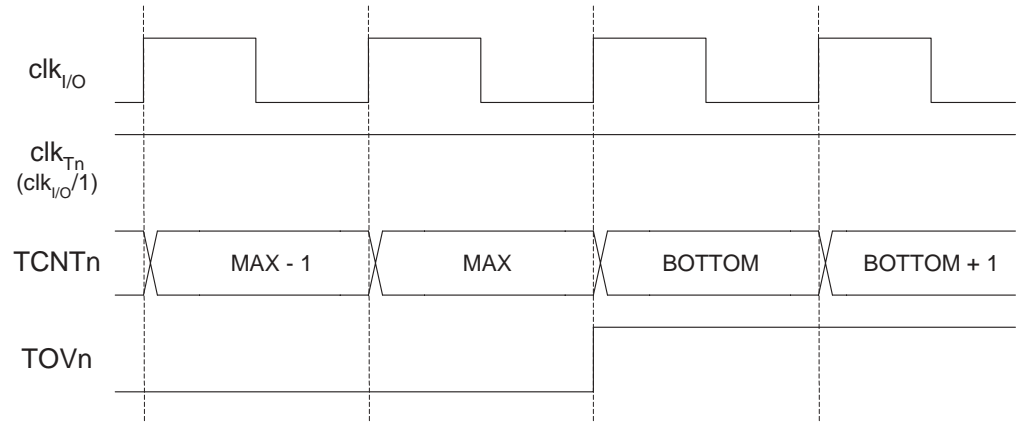 clkI/O
clkTn
(clkI/O/1)
TCNTn MAX - 1 MAX BOTTOM BOTTOM + 1
TOVn